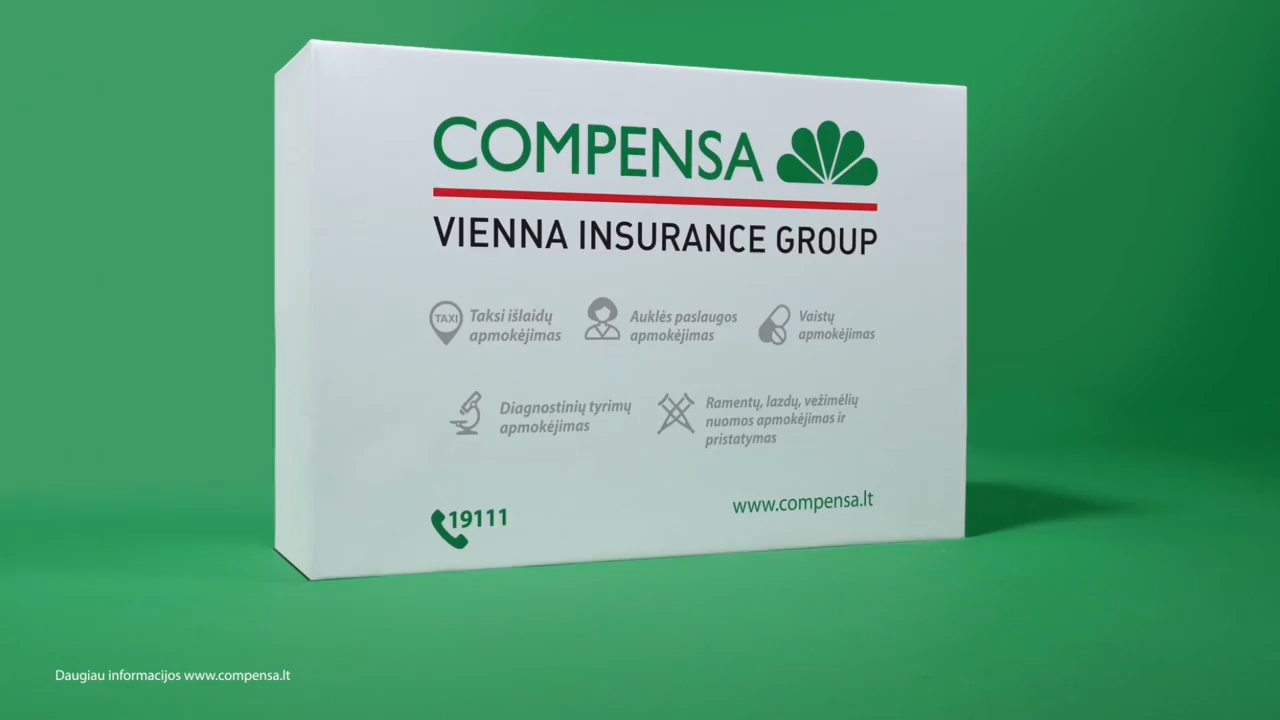 COMPENSA
VIENNA INSURANCE GROUP
TAXI
Taksi išlaidų
apmokėjimas
Auklės paslaugos
apmokėjimas
Vaistų
apmokėjimas
Diagnostinių tyrimų
apmokėjimas
Ramentų, lazdų, vežimėlių
nuomos apmokėjimas ir
pristatymas
19111
www.compensa.lt
Daugiau informacijos www.compensa.lt